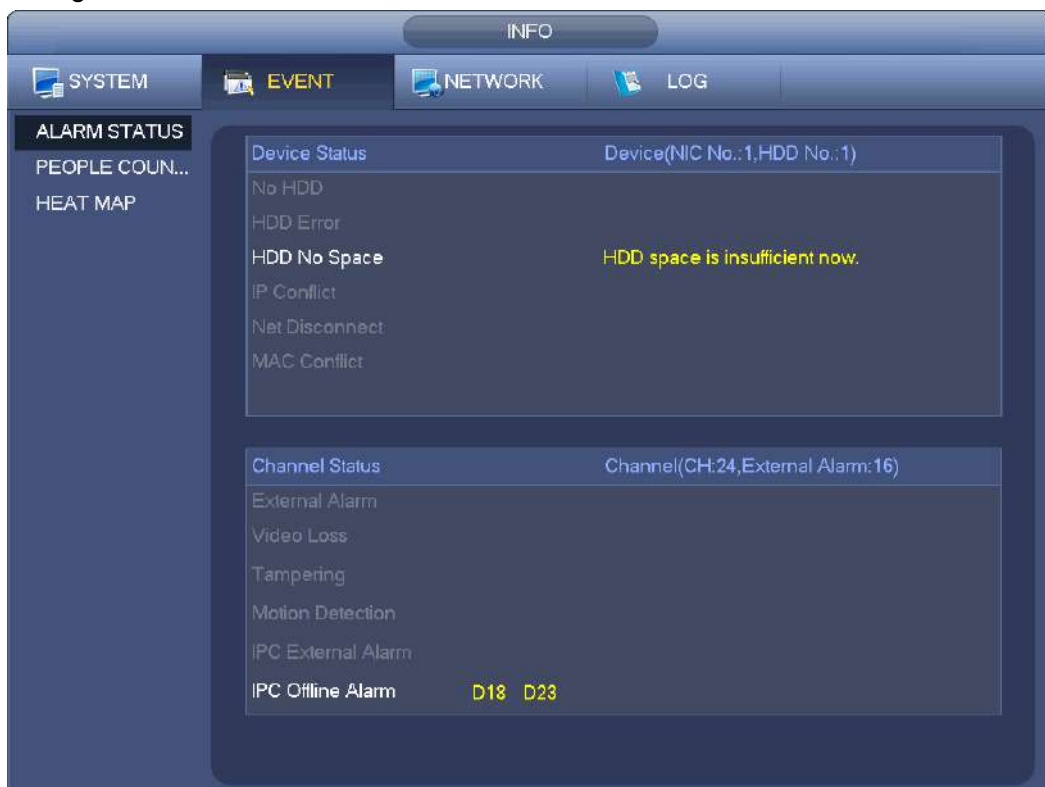 INFO
SYSTEM EVENT NETWORK LOG
ALARM STATUS
PEOPLE COUN...
HEAT MAP
Device Status Device(NIC No.:1,HDD No.:1)
No HDD
HDD Error
HDD No Space HDD space is insufficient now.
IP Conflict
Net Disconnect
MAC Conflict
Channel Status Channel(CH:24,External Alarm:16)
External Alarm
Video Loss
Tampering
Motion Detection
IPC External Alarm
IPC Offline Alarm D18 D23